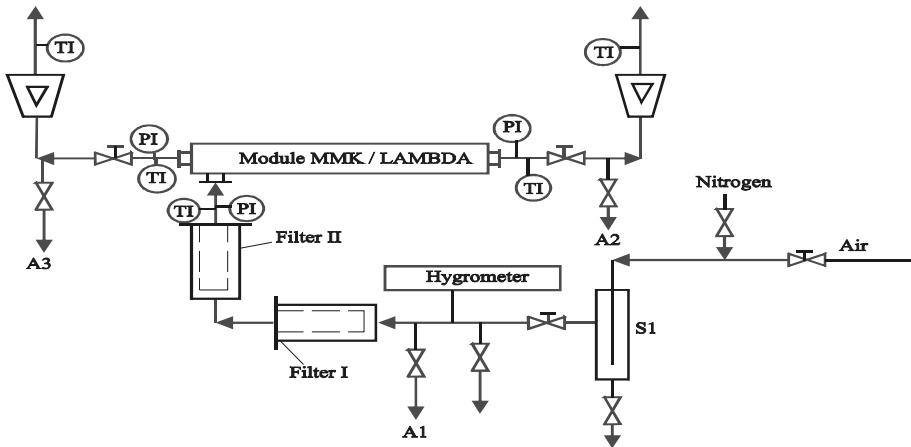 TI
TI
PI
PI
Module MMK / LAMBDA
TI
TI
Nitrogen
TI
PI
A2
Air
Filter II
A3
Hygrometer
S1
Filter I
A1